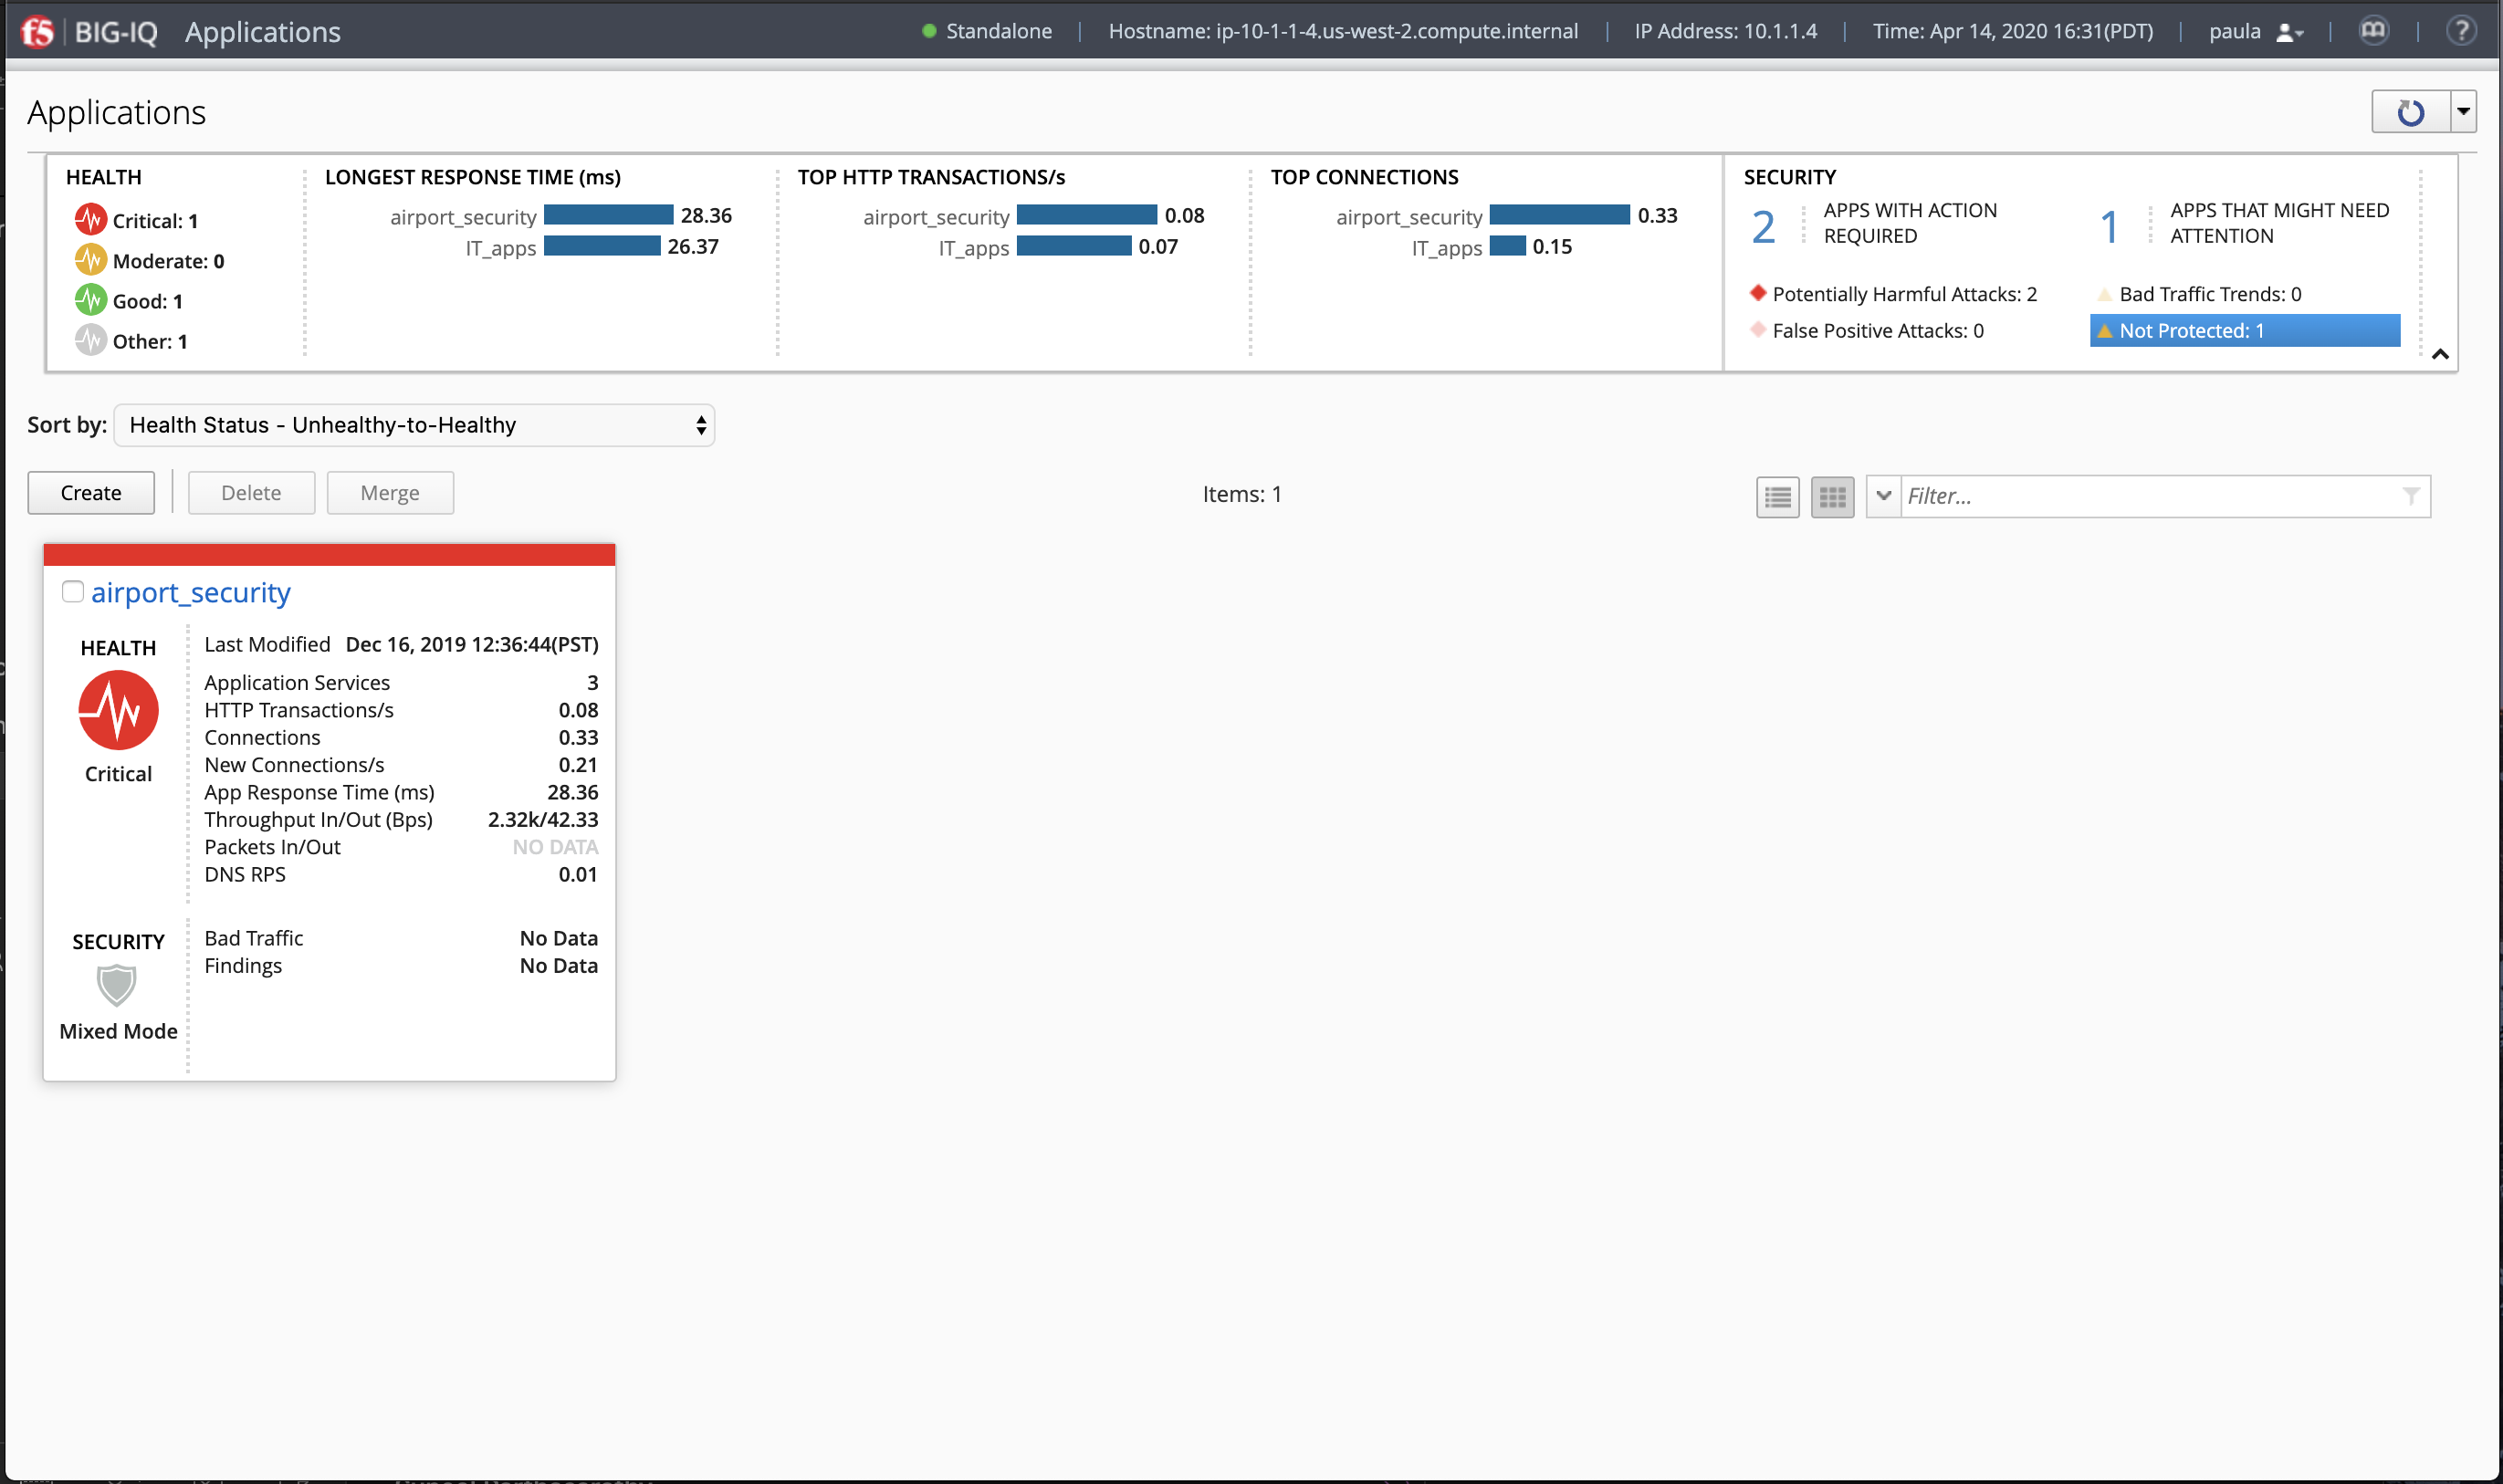 f5 BIG-IQ Applications Standalone Hostname: ip-10-1-1-4.us-west-2.compute.internal IP Address: 10.1.1.4 Time: Apr 14, 2020 16:31(PDT) paula ?
Applications
HEALTH
Critical: 1
Moderate: 0
Good: 1
Other: 1
LONGEST RESPONSE TIME (ms)
airport_security 28.36
IT_apps 26.37
TOP HTTP TRANSACTIONS/s
airport_security 0.08
IT_apps 0.07
TOP CONNECTIONS
airport_security 0.33
IT_apps 0.15
SECURITY
2 APPS WITH ACTION
REQUIRED
1 APPS THAT MIGHT NEED
ATTENTION
Potentially Harmful Attacks: 2
False Positive Attacks: 0
Bad Traffic Trends: 0
Not Protected: 1
Sort by: Health Status - Unhealthy-to-Healthy
Create Delete Merge Items: 1 Filter...
airport_security
HEALTH
Critical
Last Modified Dec 16, 2019 12:36:44(PST)
Application Services 3
HTTP Transactions/s 0.08
Connections 0.33
New Connections/s 0.21
App Response Time (ms) 28.36
Throughput In/Out (Bps) 2.32k/42.33
Packets In/Out NO DATA
DNS RPS 0.01
SECURITY
Mixed Mode
Bad Traffic No Data
Findings No Data